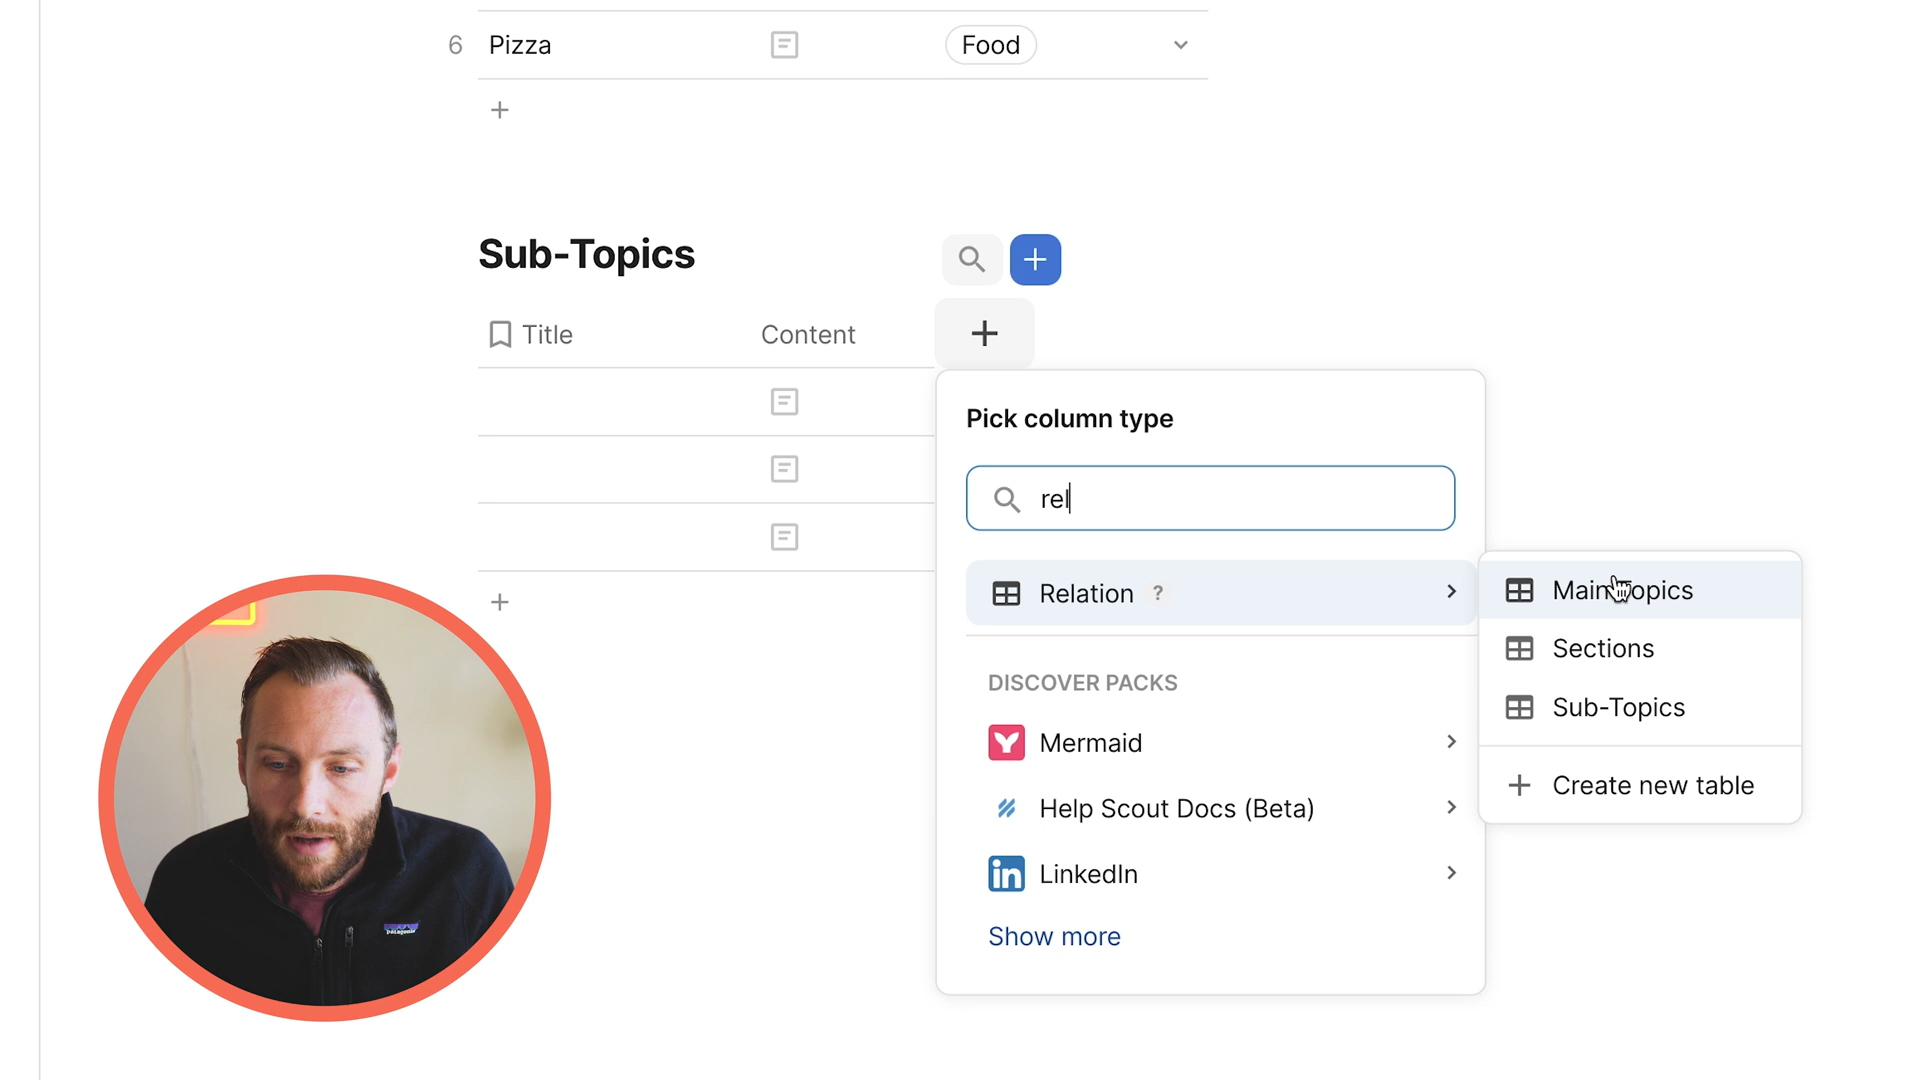 6 Pizza Food
Sub-Topics
Title Content
Pick column type
rel
Relation ?
Main Topics
Sections
Sub-Topics
Create new table
DISCOVER PACKS
Mermaid
Help Scout Docs (Beta)
LinkedIn
Show more
patagonia